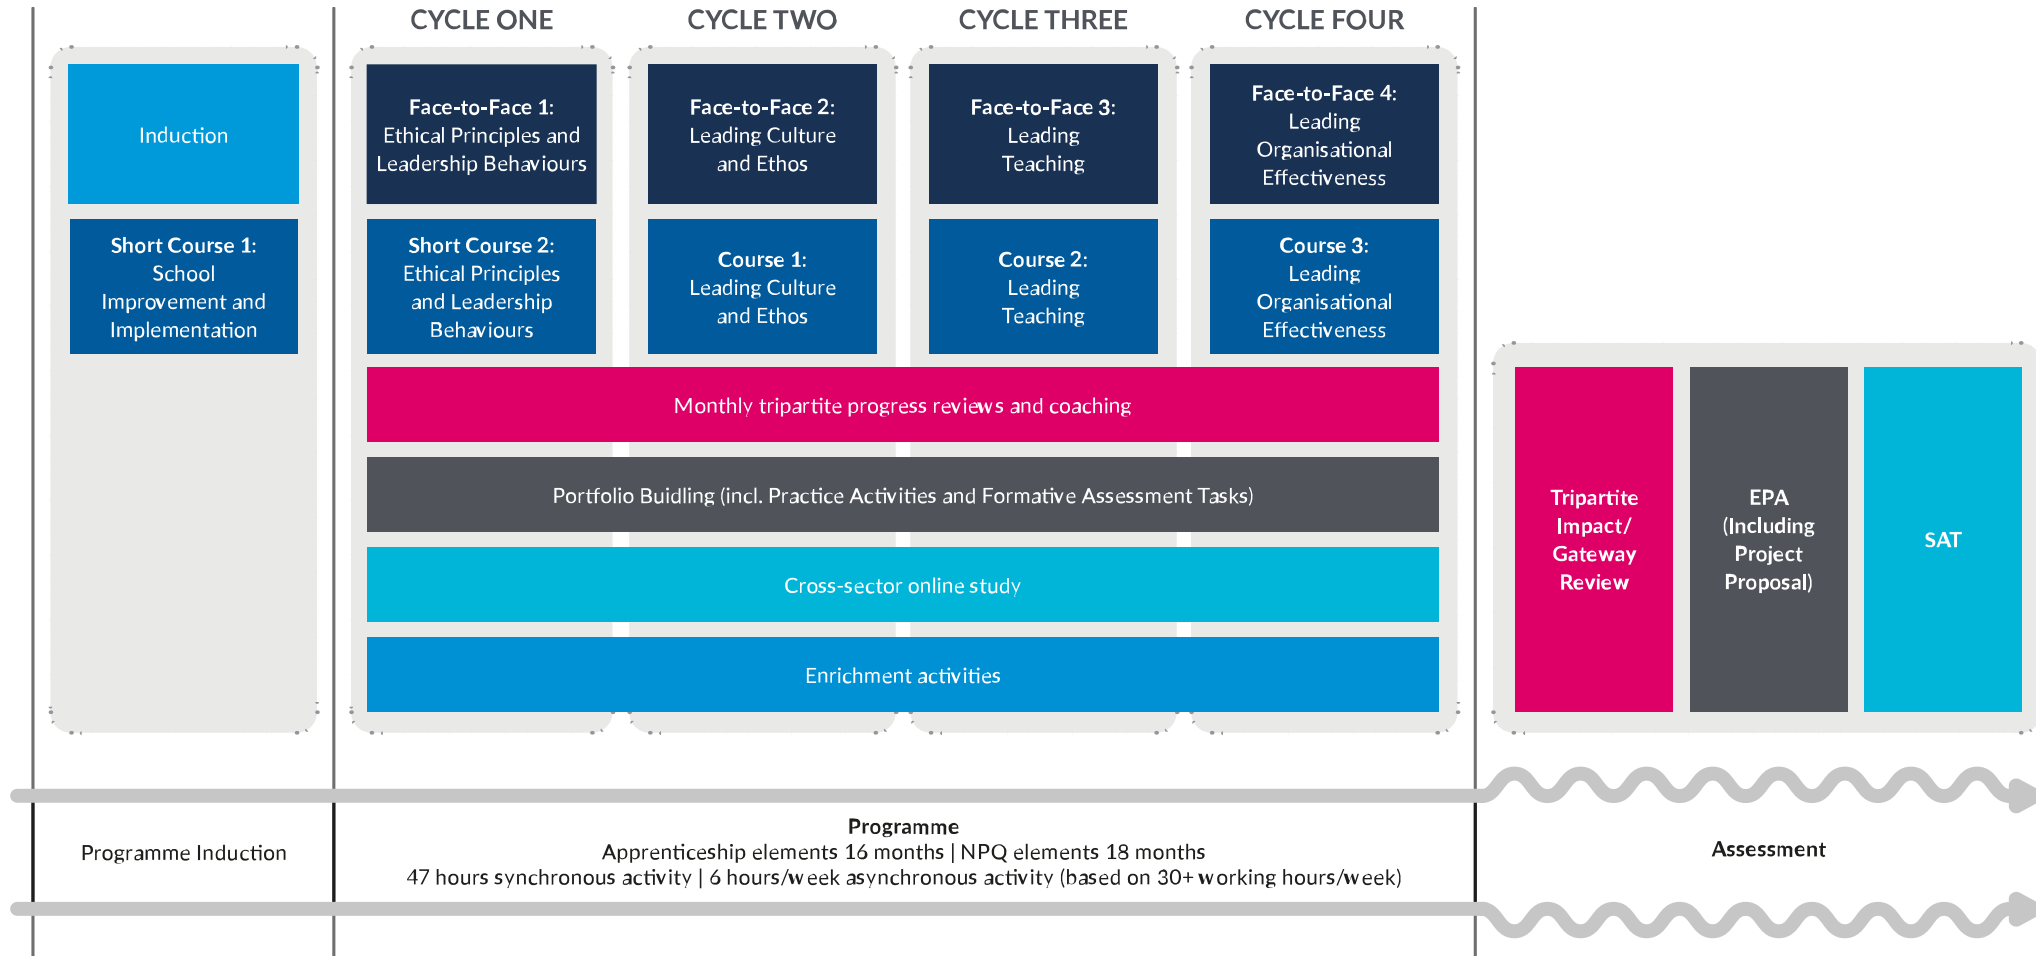 CYCLE ONE
CYCLE TWO
CYCLE THREE
CYCLE FOUR
Induction
Face-to-Face 1:
Ethical Principles and
Leadership Behaviours
Face-to-Face 2:
Leading Culture
and Ethos
Face-to-Face 3:
Leading
Teaching
Face-to-Face 4:
Leading
Organisational
Effectiveness
Short Course 1:
School
Improvement and
Implementation
Short Course 2:
Ethical Principles
and Leadership
Behaviours
Course 1:
Leading Culture
and Ethos
Course 2:
Leading
Teaching
Course 3:
Leading
Organisational
Effectiveness
Monthly tripartite progress reviews and coaching
Portfolio Buidling (incl. Practice Activities and Formative Assessment Tasks)
Cross-sector online study
Enrichment activities
Tripartite
Impact/
Gateway
Review
EPA
(Including
Project
Proposal)
SAT
Programme Induction
Programme
Apprenticeship elements 16 months | NPQ elements 18 months
47 hours synchronous activity | 6 hours/week asynchronous activity (based on 30+ working hours/week)
Assessment